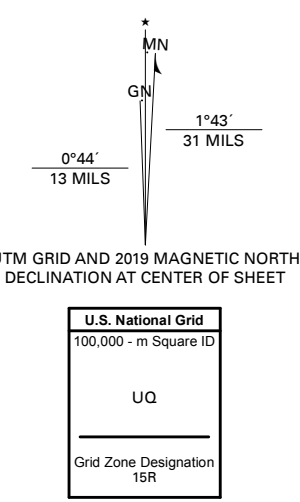 MN
GN
1°43´
31 MILS
0°44´
13 MILS
UTM GRID AND 2019 MAGNETIC NORTH
DECLINATION AT CENTER OF SHEET
U.S. National Grid
100,000 - m Square ID
UQ
Grid Zone Designation
15R